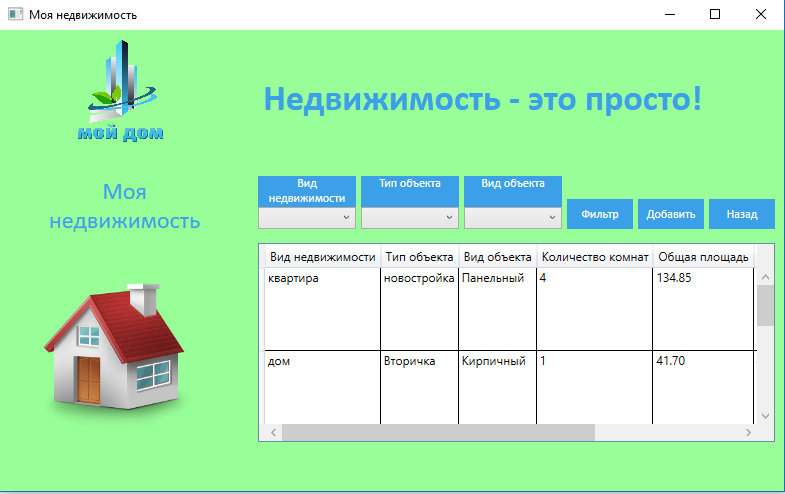 Моя недвижимость
мой дом
Недвижимость - это просто!
Моя
недвижимость
Вид
недвижимости
Тип объекта
Вид объекта
Фильтр
Добавить
Назад
Вид недвижимости Тип объекта Вид объекта Количество комнат Общая площадь
квартира новостройка Панельный 4 134.85
дом Вторичка Кирпичный 1 41.70